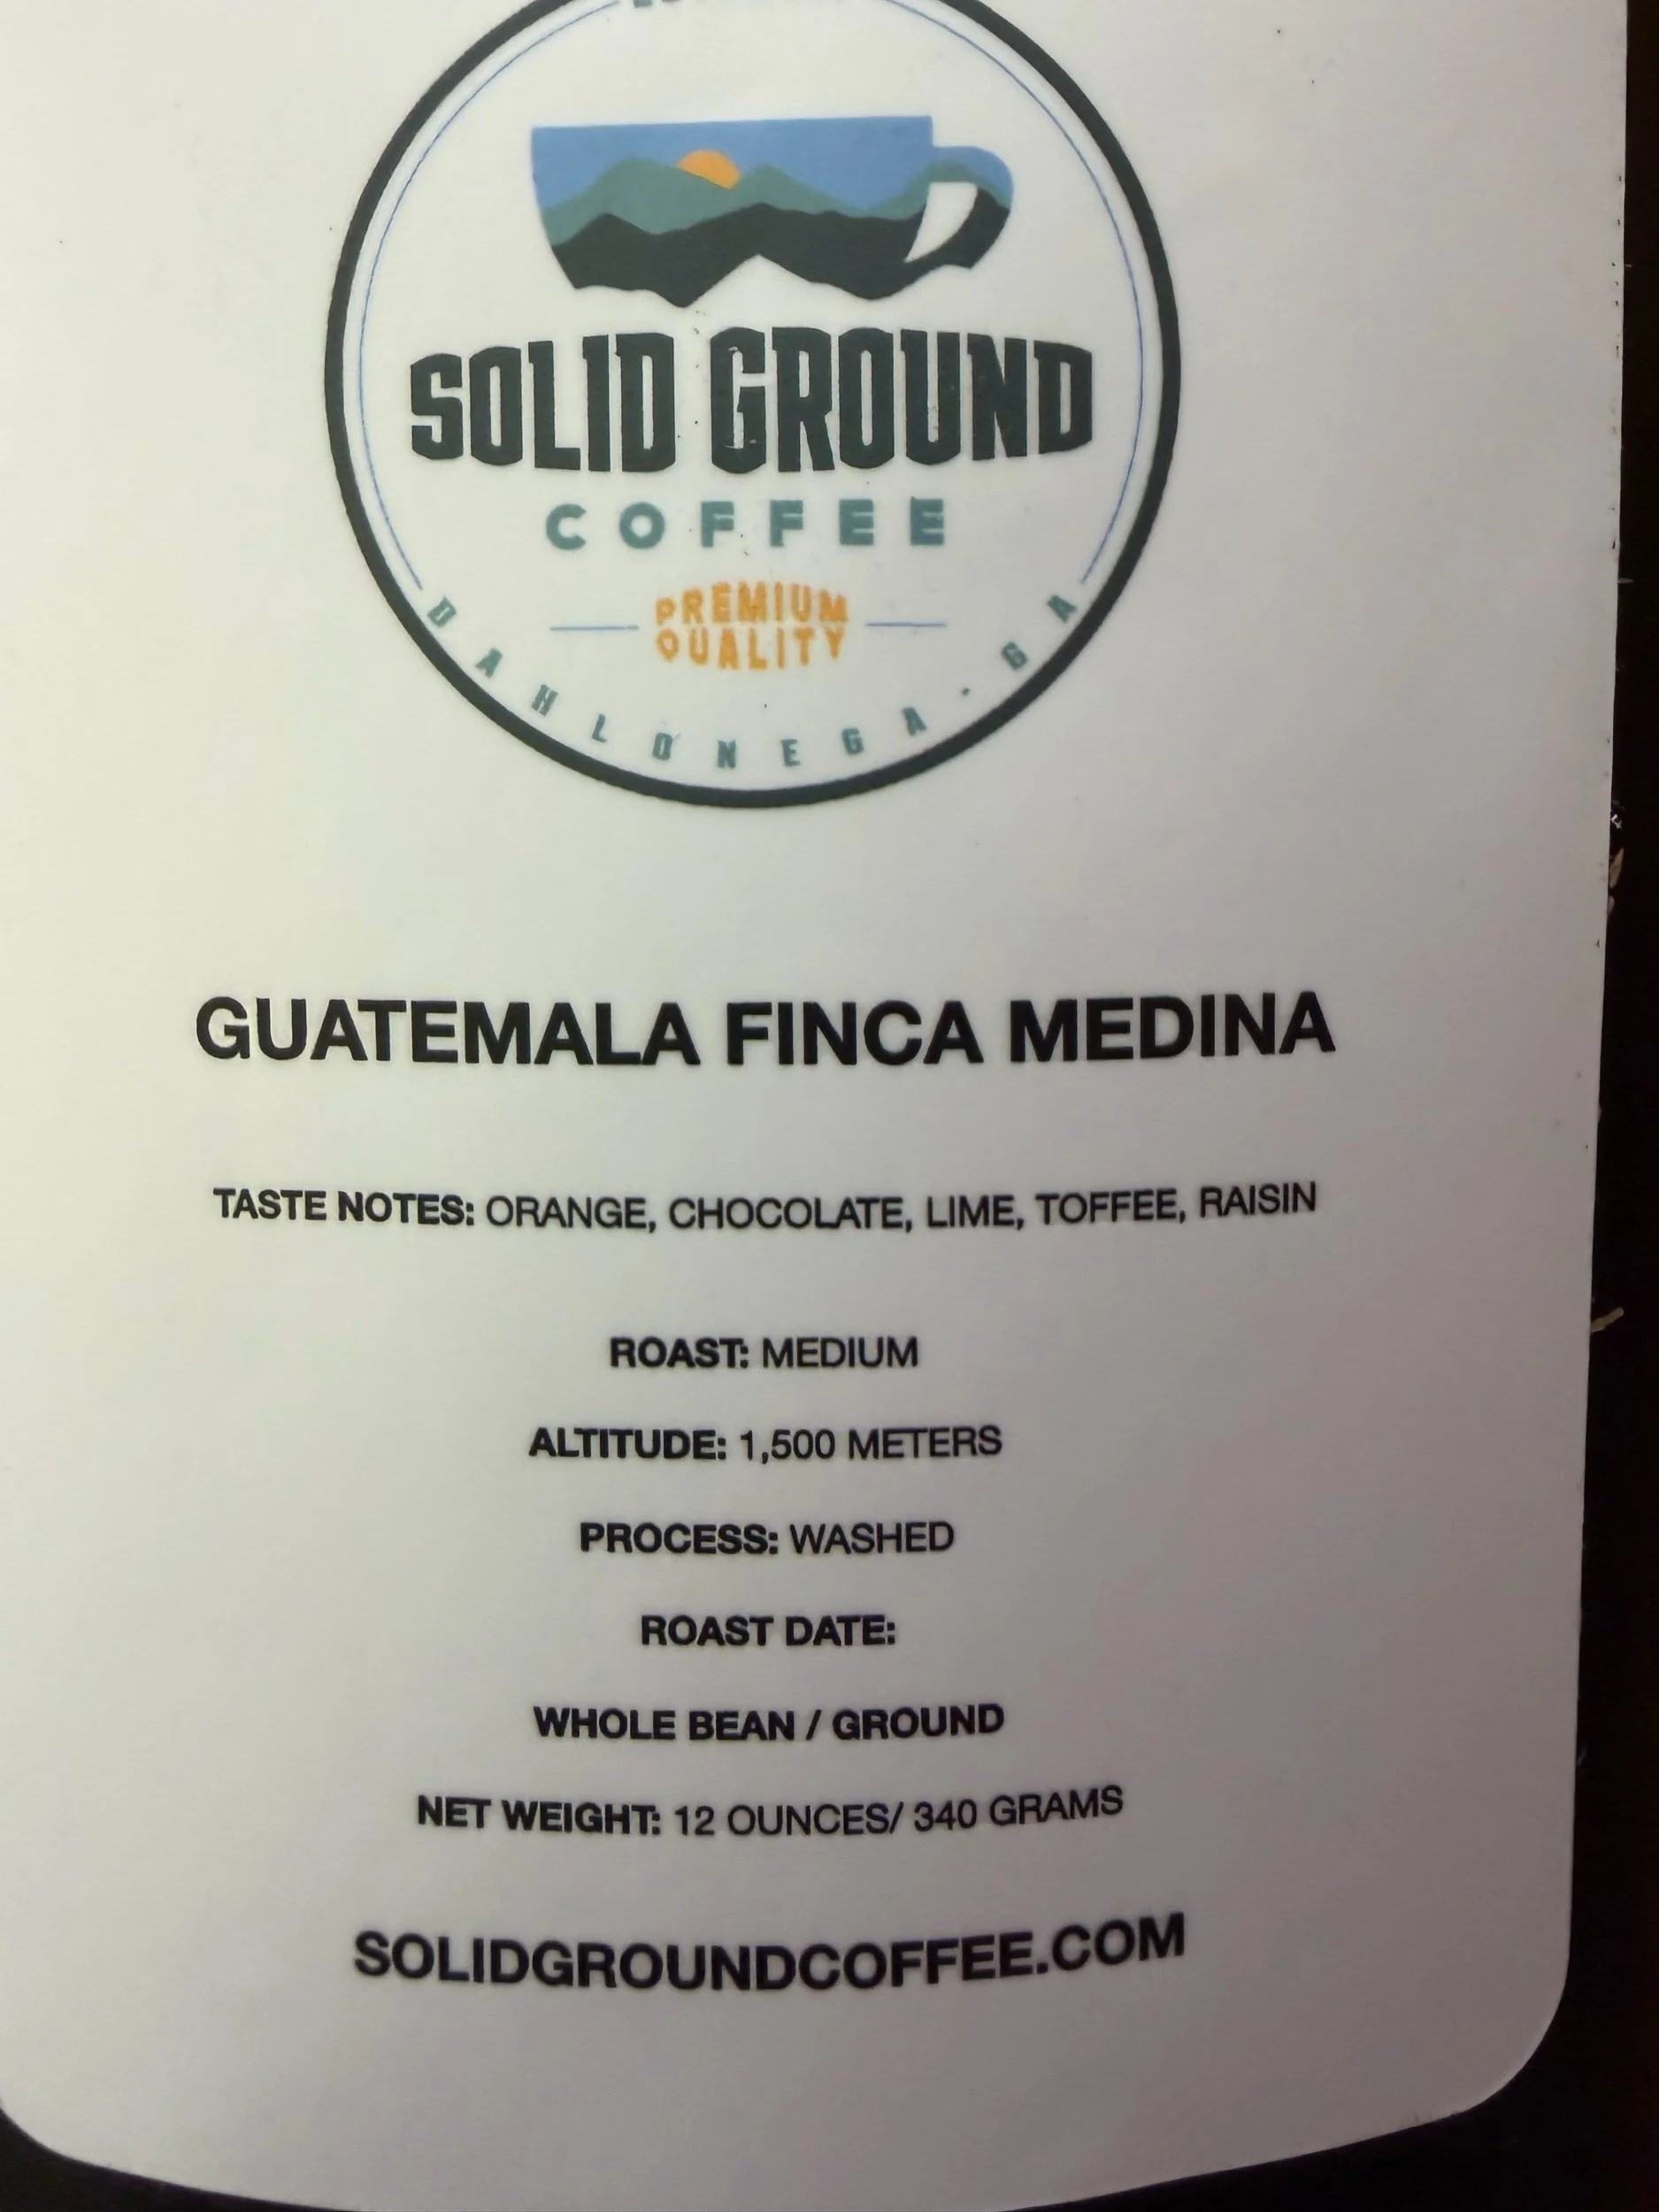 SOLID GROUND
COFFEE
PREMIUM
QUALITY
DAHLONEGA · GA
GUATEMALA FINCA MEDINA
TASTE NOTES: ORANGE, CHOCOLATE, LIME, TOFFEE, RAISIN
ROAST: MEDIUM
ALTITUDE: 1,500 METERS
PROCESS: WASHED
ROAST DATE:
WHOLE BEAN / GROUND
NET WEIGHT: 12 OUNCES/ 340 GRAMS
SOLIDGROUNDCOFFEE.COM